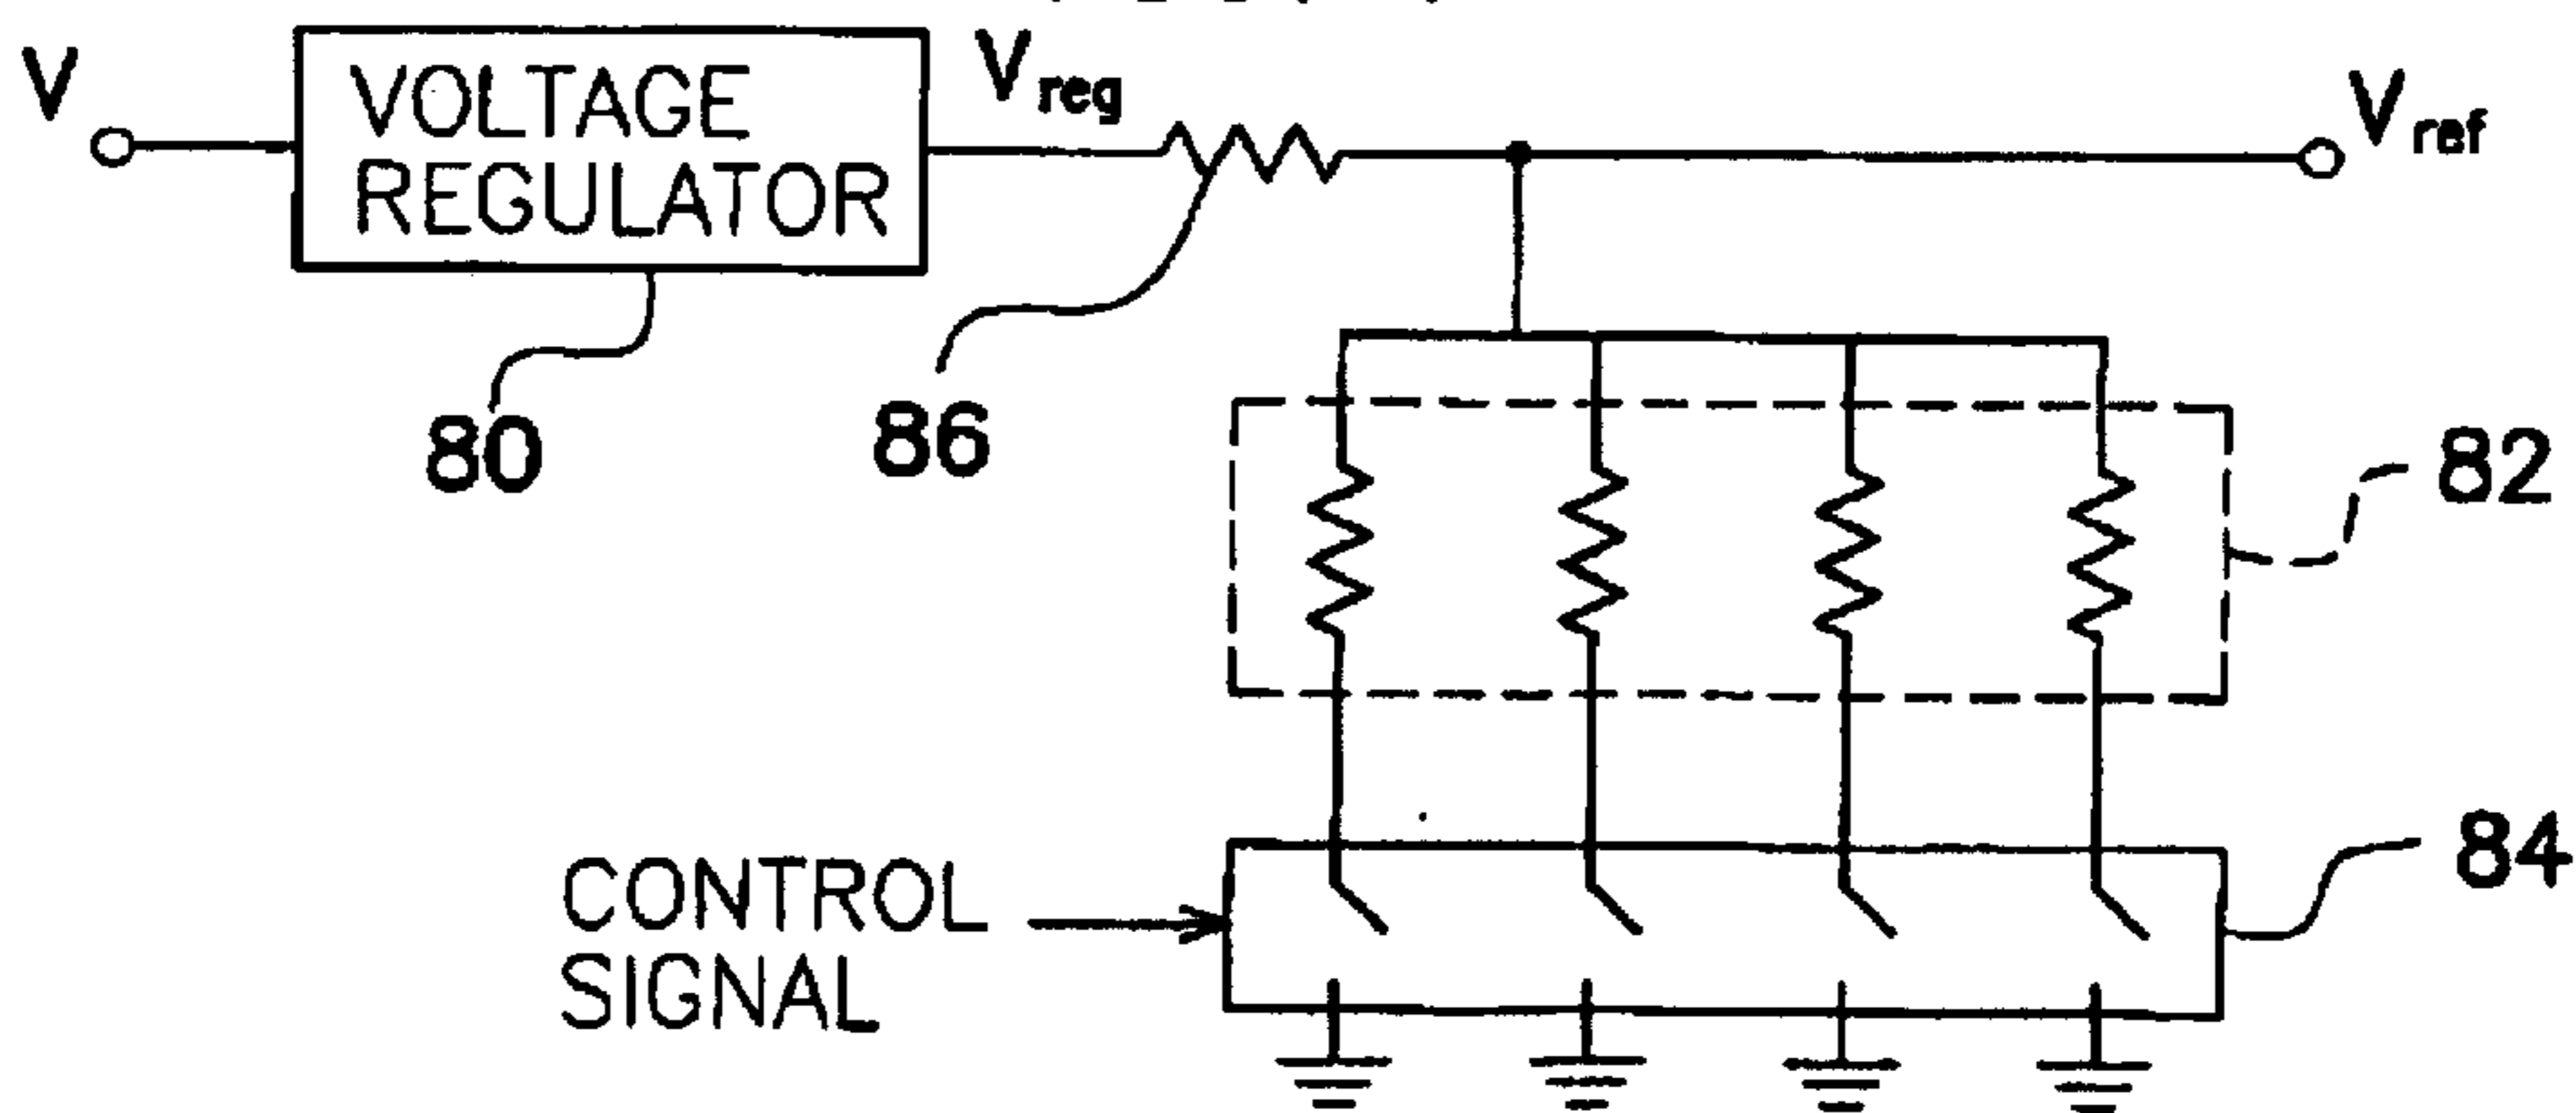 V
VOLTAGE
REGULATOR
Vreg
Vref
80
86
82
CONTROL
SIGNAL
84